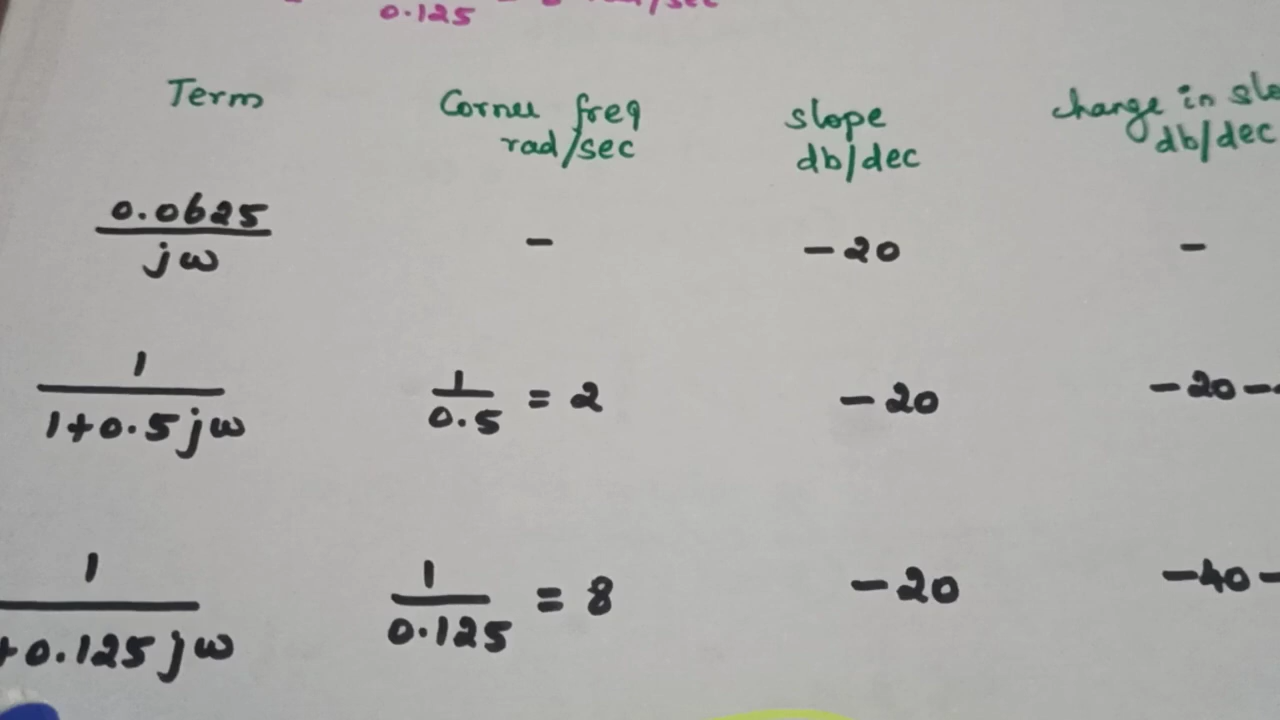 0.125
Term Corner freq rad/sec slope db/dec change in db/dec
0.0625 / jω - -20 -
1 / 1+0.5jω 1/0.5 = 2 -20 -20-
1 / +0.125jω 1/0.125 = 8 -20 -40-